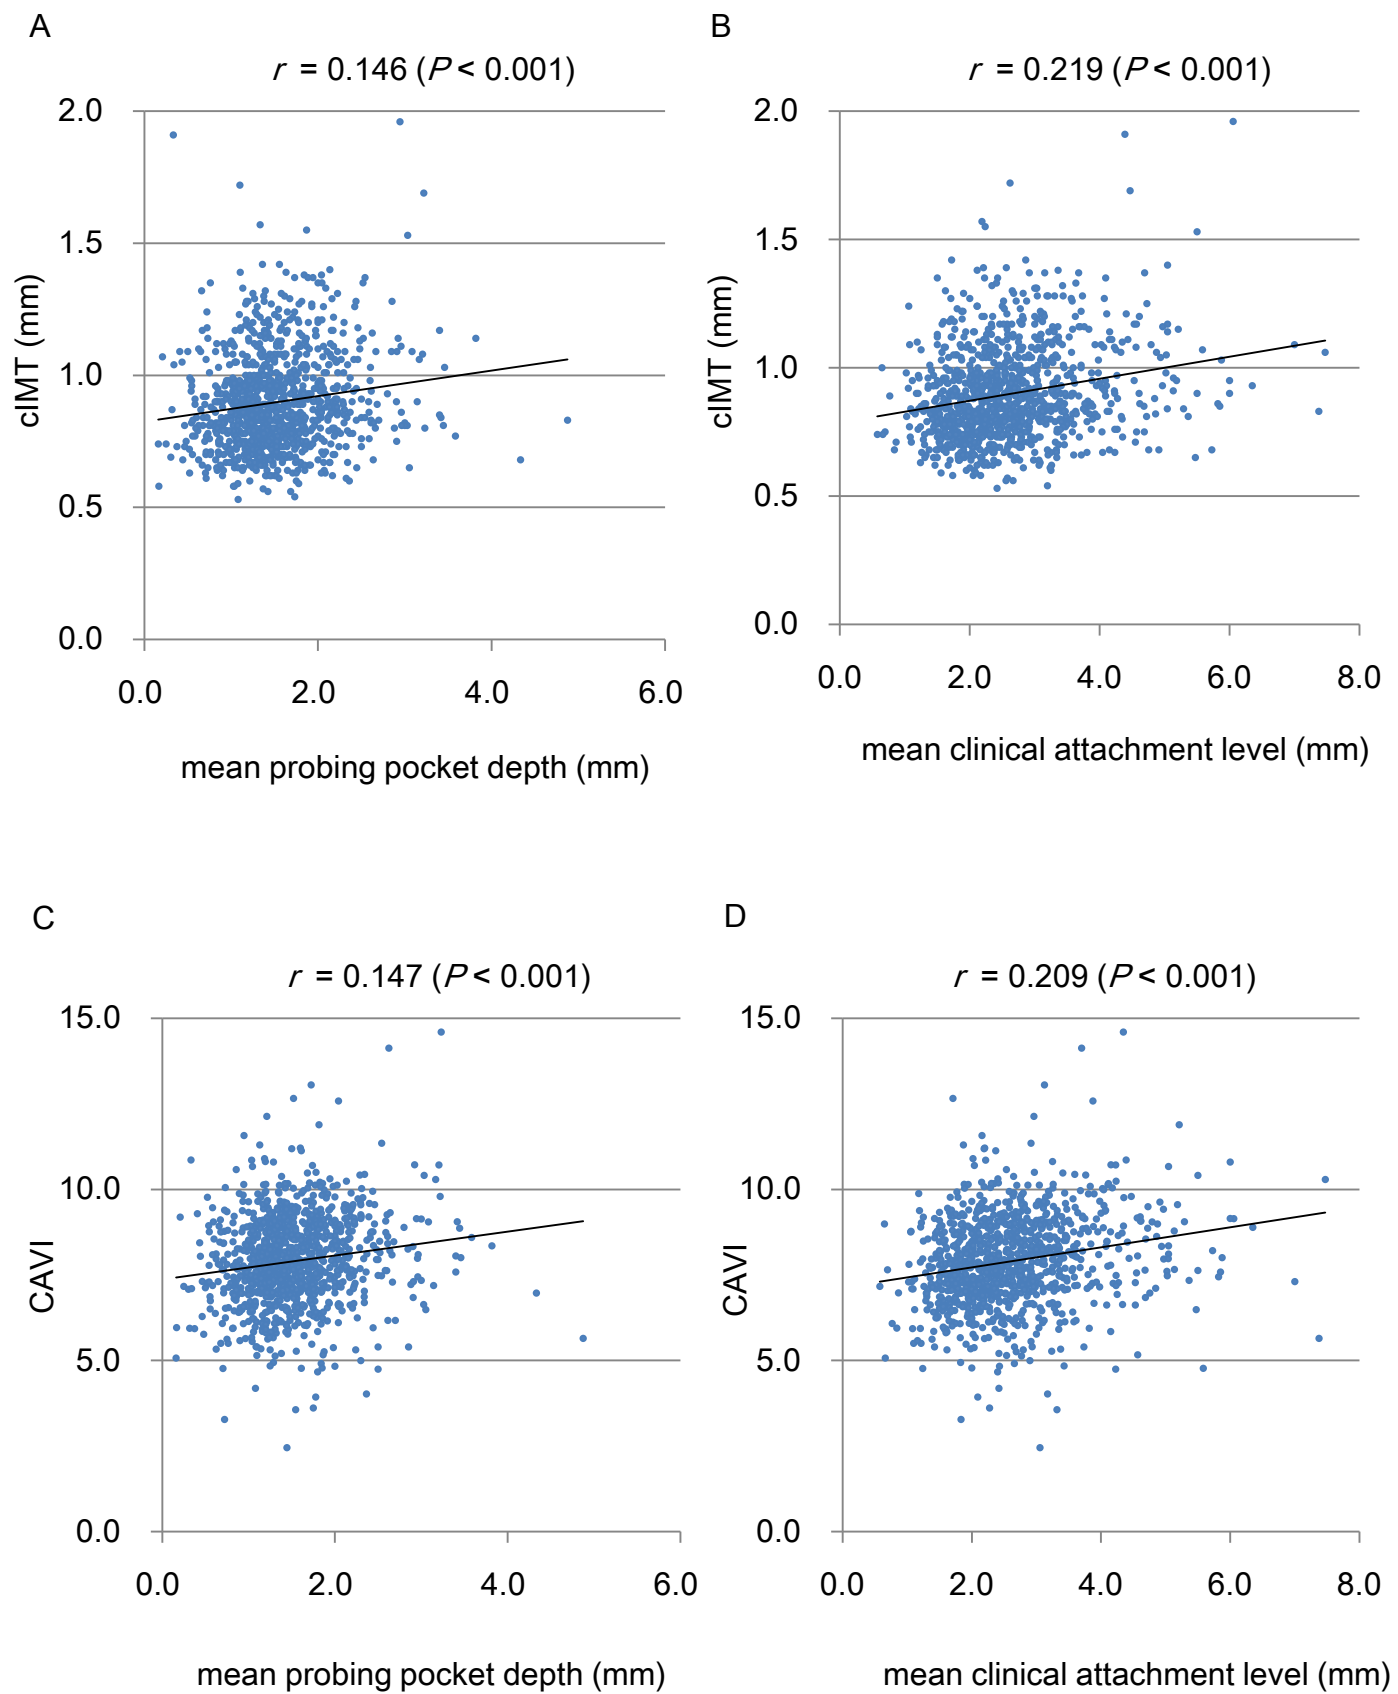 A
r = 0.146 (P < 0.001)
2.0
1.5
1.0
0.5
0.0
cIMT (mm)
0.0 2.0 4.0 6.0
mean probing pocket depth (mm)
B
r = 0.219 (P < 0.001)
2.0
1.5
1.0
0.5
0.0
cIMT (mm)
0.0 2.0 4.0 6.0 8.0
mean clinical attachment level (mm)
C
r = 0.147 (P < 0.001)
15.0
10.0
5.0
0.0
CAVI
0.0 2.0 4.0 6.0
mean probing pocket depth (mm)
D
r = 0.209 (P < 0.001)
15.0
10.0
5.0
0.0
CAVI
0.0 2.0 4.0 6.0 8.0
mean clinical attachment level (mm)